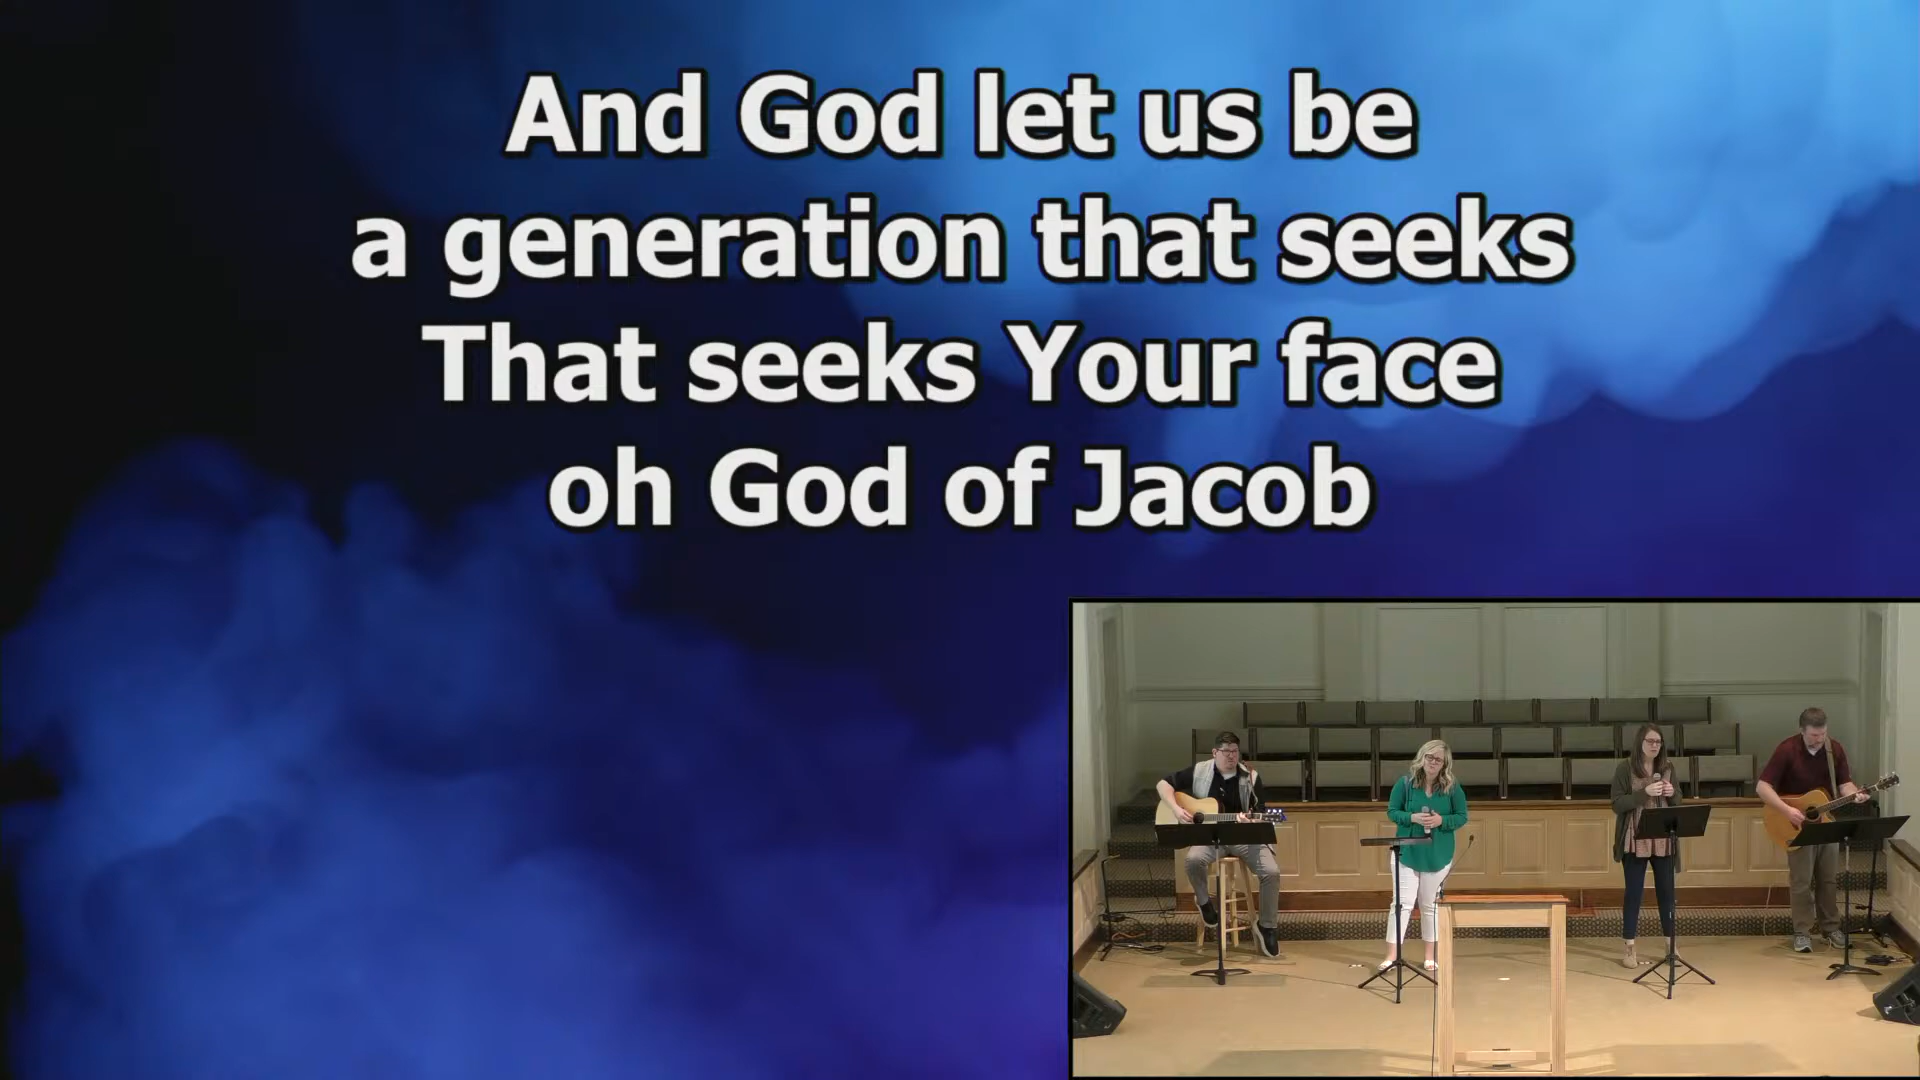 And God let us be
a generation that seeks
That seeks Your face
oh God of Jacob